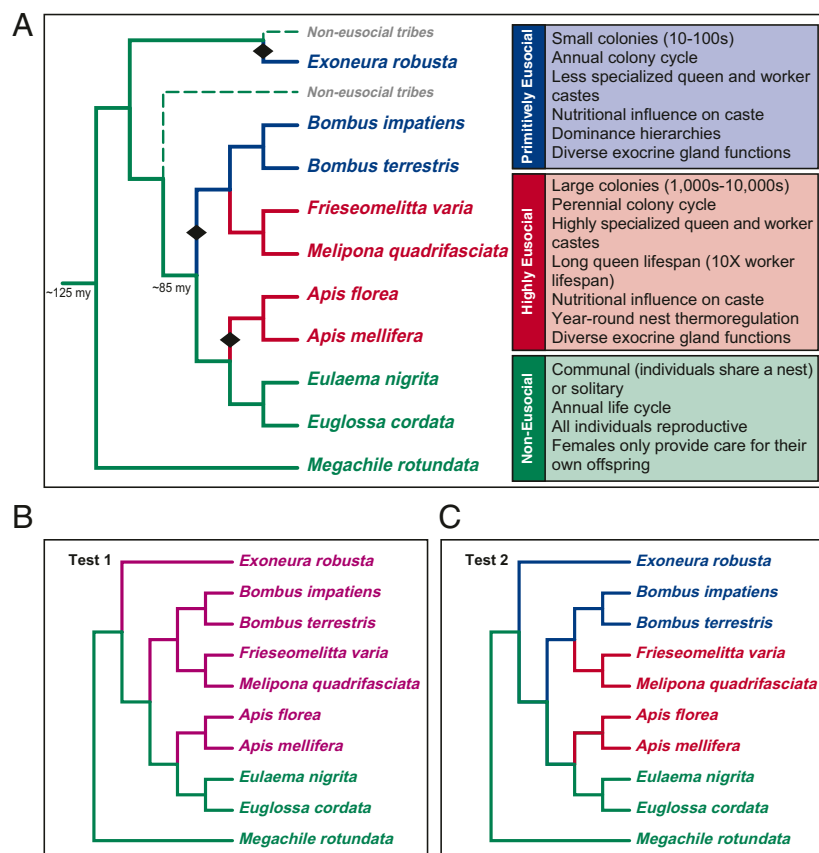 A
Non-eusocial tribes
Exoneura robusta
Non-eusocial tribes
Bombus impatiens
Bombus terrestris
Frieseomelitta varia
Melipona quadrifasciata
Apis florea
Apis mellifera
Eulaema nigrita
Euglossa cordata
Megachile rotundata
~125 my
~85 my
Primitively Eusocial
Small colonies (10-100s)
Annual colony cycle
Less specialized queen and worker
castes
Nutritional influence on caste
Dominance hierarchies
Diverse exocrine gland functions
Highly Eusocial
Large colonies (1,000s-10,000s)
Perennial colony cycle
Highly specialized queen and worker
castes
Long queen lifespan (10X worker
lifespan)
Nutritional influence on caste
Year-round nest thermoregulation
Diverse exocrine gland functions
Non-Eusocial
Communal (individuals share a nest)
or solitary
Annual life cycle
All individuals reproductive
Females only provide care for their
own offspring
B
Test 1
Exoneura robusta
Bombus impatiens
Bombus terrestris
Frieseomelitta varia
Melipona quadrifasciata
Apis florea
Apis mellifera
Eulaema nigrita
Euglossa cordata
Megachile rotundata
C
Test 2
Exoneura robusta
Bombus impatiens
Bombus terrestris
Frieseomelitta varia
Melipona quadrifasciata
Apis florea
Apis mellifera
Eulaema nigrita
Euglossa cordata
Megachile rotundata